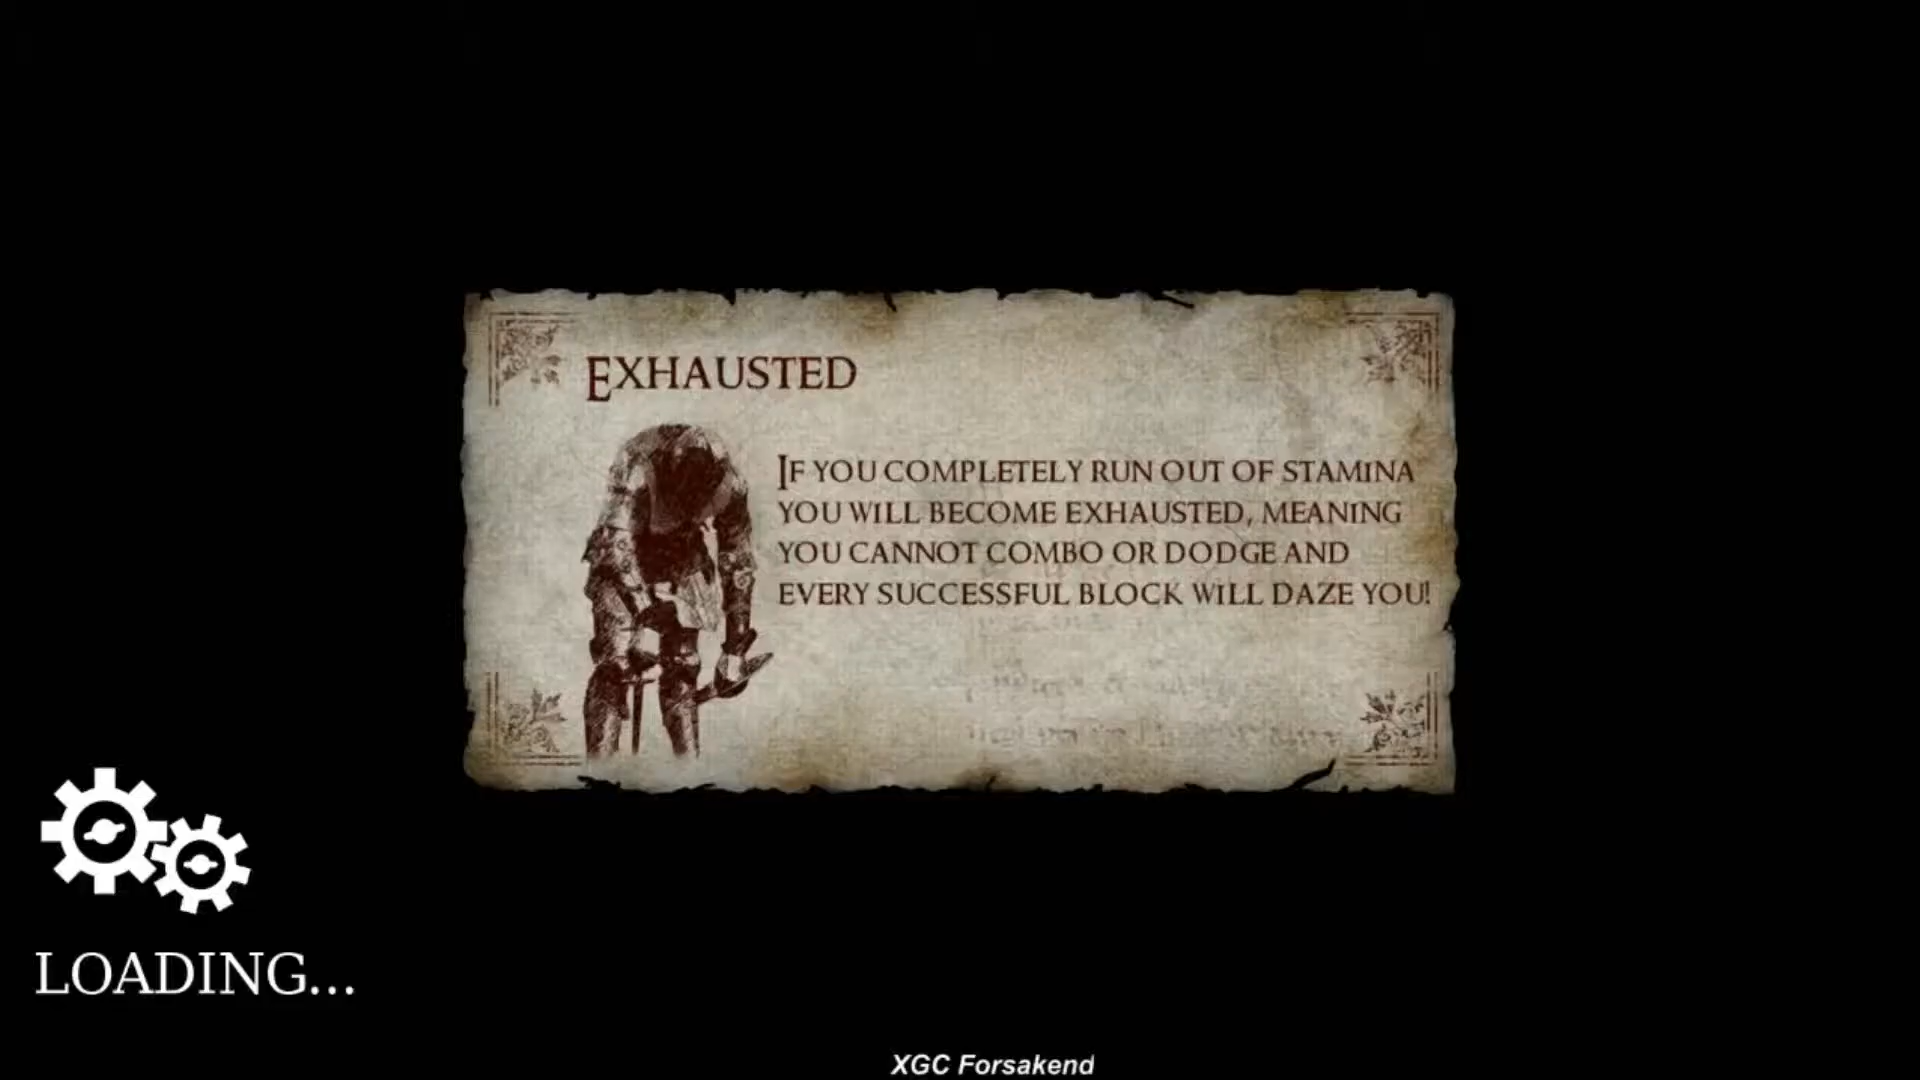 EXHAUSTED
IF YOU COMPLETELY RUN OUT OF STAMINA
YOU WILL BECOME EXHAUSTED, MEANING
YOU CANNOT COMBO OR DODGE AND
EVERY SUCCESSFUL BLOCK WILL DAZE YOU!
LOADING...
XGC Forsakend